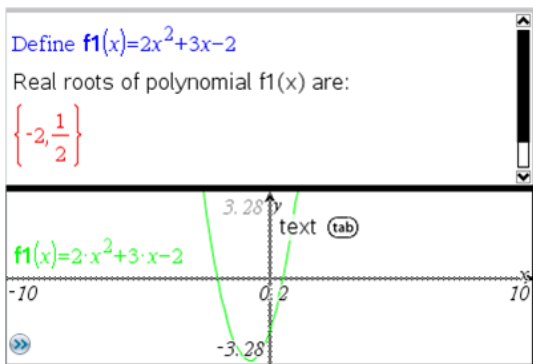 Define f1(x)=2x²+3x−2
Real roots of polynomial f1(x) are:
{-2,1/2}
3.28 y
text tab
f1(x)=2·x²+3·x−2
x
-10 0.2 10
-3.28